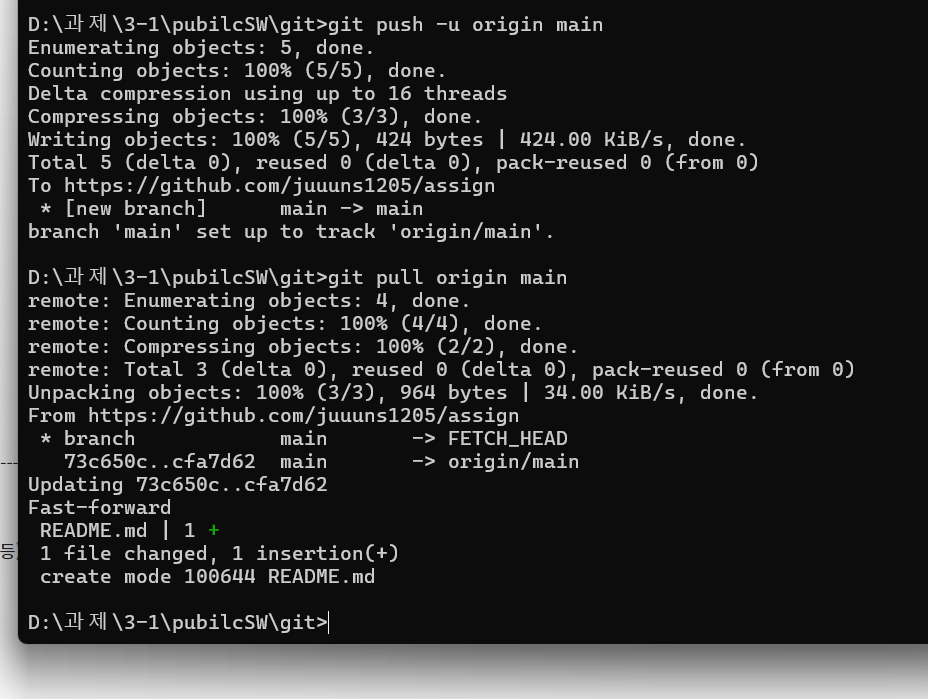 D:\과제\3-1\pubilcSW\git>git push -u origin main
Enumerating objects: 5, done.
Counting objects: 100% (5/5), done.
Delta compression using up to 16 threads
Compressing objects: 100% (3/3), done.
Writing objects: 100% (5/5), 424 bytes | 424.00 KiB/s, done.
Total 5 (delta 0), reused 0 (delta 0), pack-reused 0 (from 0)
To https://github.com/juuuns1205/assign
 * [new branch]      main -> main
branch 'main' set up to track 'origin/main'.
D:\과제\3-1\pubilcSW\git>git pull origin main
remote: Enumerating objects: 4, done.
remote: Counting objects: 100% (4/4), done.
remote: Compressing objects: 100% (2/2), done.
remote: Total 3 (delta 0), reused 0 (delta 0), pack-reused 0 (from 0)
Unpacking objects: 100% (3/3), 964 bytes | 34.00 KiB/s, done.
From https://github.com/juuuns1205/assign
 * branch            main       -> FETCH_HEAD
   73c650c..cfa7d62  main       -> origin/main
Updating 73c650c..cfa7d62
Fast-forward
 README.md | 1 +
등)
 1 file changed, 1 insertion(+)
 create mode 100644 README.md
D:\과제\3-1\pubilcSW\git>